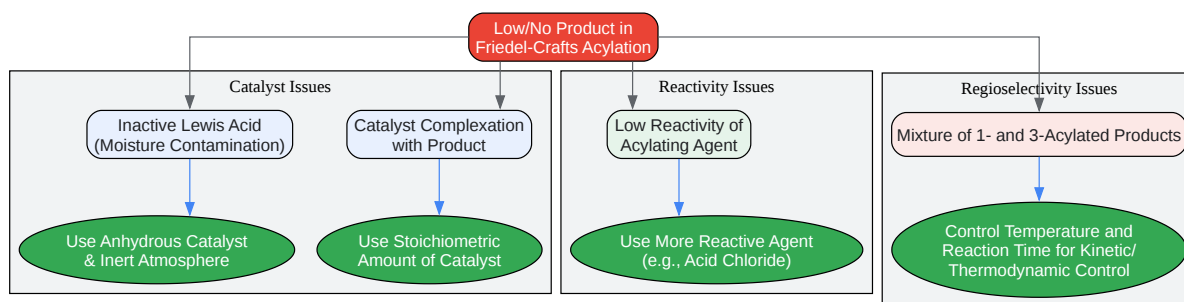 Low/No Product in
Friedel-Crafts Acylation
Catalyst Issues
Inactive Lewis Acid
(Moisture Contamination)
Catalyst Complexation
with Product
Use Anhydrous Catalyst
& Inert Atmosphere
Use Stoichiometric
Amount of Catalyst
Reactivity Issues
Low Reactivity of
Acylating Agent
Use More Reactive Agent
(e.g., Acid Chloride)
Regioselectivity Issues
Mixture of 1- and 3-Acylated Products
Control Temperature and
Reaction Time for Kinetic/
Thermodynamic Control